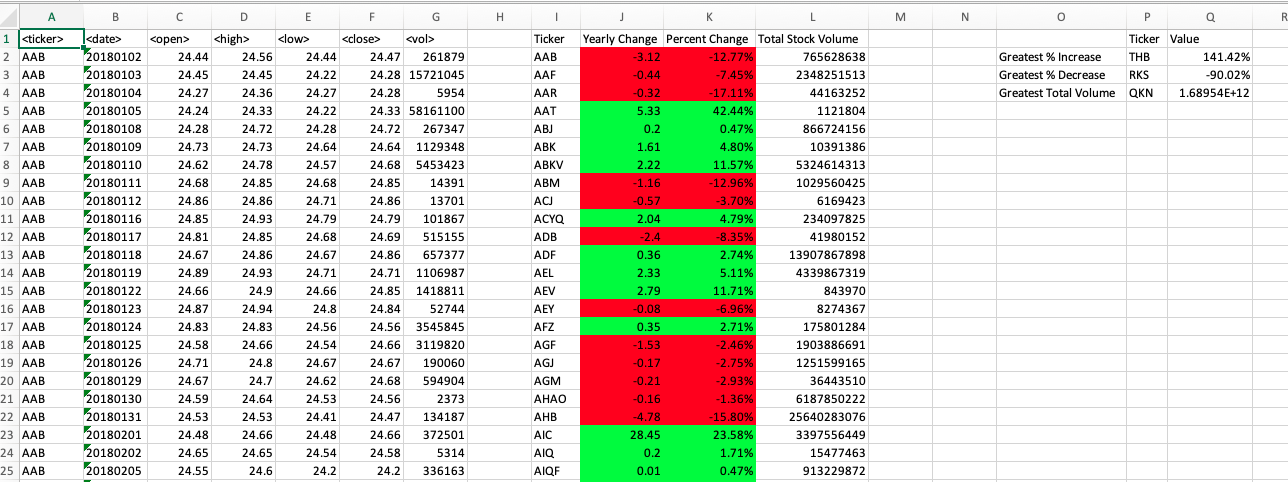 A B C D E F G H I J K L M N O P Q R
1 <ticker> <date> <open> <high> <low> <close> <vol> Ticker Yearly Change Percent Change Total Stock Volume Ticker Value
2 AAB 20180102 24.44 24.56 24.44 24.47 261879 AAB -3.12 -12.77% 765628638 Greatest % Increase THB 141.42%
3 AAB 20180103 24.45 24.45 24.22 24.28 15721045 AAF -0.44 -7.45% 2348251513 Greatest % Decrease RKS -90.02%
4 AAB 20180104 24.27 24.36 24.27 24.28 5954 AAR -0.32 -17.11% 44163252 Greatest Total Volume QKN 1.68954E+12
5 AAB 20180105 24.24 24.33 24.22 24.33 58161100 AAT 5.33 42.44% 1121804
6 AAB 20180108 24.28 24.72 24.28 24.72 267347 ABJ 0.2 0.47% 866724156
7 AAB 20180109 24.73 24.73 24.64 24.64 1129348 ABK 1.61 4.80% 10391386
8 AAB 20180110 24.62 24.78 24.57 24.68 5453423 ABKV 2.22 11.57% 5324614313
9 AAB 20180111 24.68 24.85 24.68 24.85 14391 ABM -1.16 -12.96% 1029560425
10 AAB 20180112 24.86 24.86 24.71 24.86 13701 ACJ -0.57 -3.70% 6169423
11 AAB 20180116 24.85 24.93 24.79 24.79 101867 ACYQ 2.04 4.79% 234097825
12 AAB 20180117 24.81 24.85 24.68 24.69 515155 ADB -2.4 -8.35% 41980152
13 AAB 20180118 24.67 24.86 24.67 24.86 657377 ADF 0.36 2.74% 13907867898
14 AAB 20180119 24.89 24.93 24.71 24.71 1106987 AEL 2.33 5.11% 4339867319
15 AAB 20180122 24.66 24.9 24.66 24.85 1418811 AEV 2.79 11.71% 843970
16 AAB 20180123 24.87 24.94 24.8 24.84 52744 AEY -0.08 -6.96% 8274367
17 AAB 20180124 24.83 24.83 24.56 24.56 3545845 AFZ 0.35 2.71% 175801284
18 AAB 20180125 24.58 24.66 24.54 24.66 3119820 AGF -1.53 -2.46% 1903886691
19 AAB 20180126 24.71 24.8 24.67 24.67 190060 AGJ -0.17 -2.75% 1251599165
20 AAB 20180129 24.67 24.7 24.62 24.68 594904 AGM -0.21 -2.93% 36443510
21 AAB 20180130 24.59 24.64 24.53 24.56 2373 AHAO -0.16 -1.36% 6187850222
22 AAB 20180131 24.53 24.53 24.41 24.47 134187 AHB -4.78 -15.80% 25640283076
23 AAB 20180201 24.48 24.66 24.48 24.66 372501 AIC 28.45 23.58% 3397556449
24 AAB 20180202 24.65 24.65 24.54 24.58 5314 AIQ 0.2 1.71% 15477463
25 AAB 20180205 24.55 24.6 24.2 24.2 336163 AIQF 0.01 0.47% 913229872